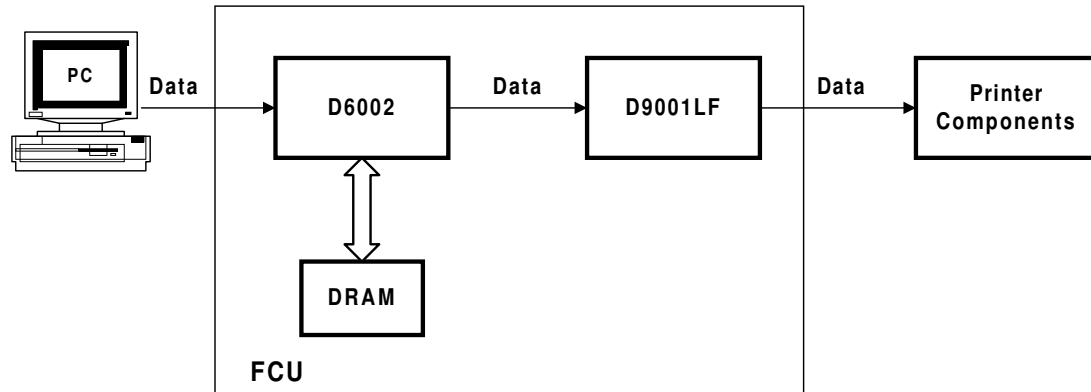 PC
Data
D6002
Data
D9001LF
Data
Printer
Components
DRAM
FCU